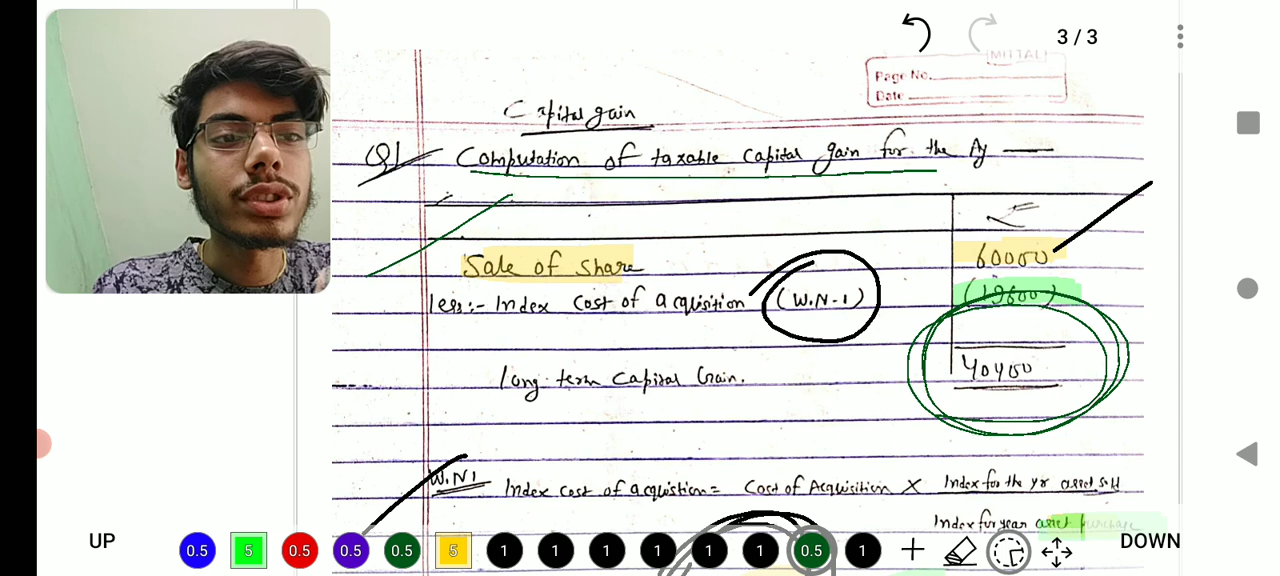 3 / 3
MITTAL
Page No.
Date
Capital gain
Q1 Computation of taxable capital gain for the Ay
₹
Sale of share 60000
less:- Index cost of acquisition (W.N-1) (19600)
long term Capital Gain. 40400
W.N1 Index cost of acquistion = Cost of Acquisition X Index for the yr asset sold
Index for year asset purchase
UP 0.5 5 0.5 0.5 0.5 5 1 1 1 1 1 1 0.5 1 DOWN